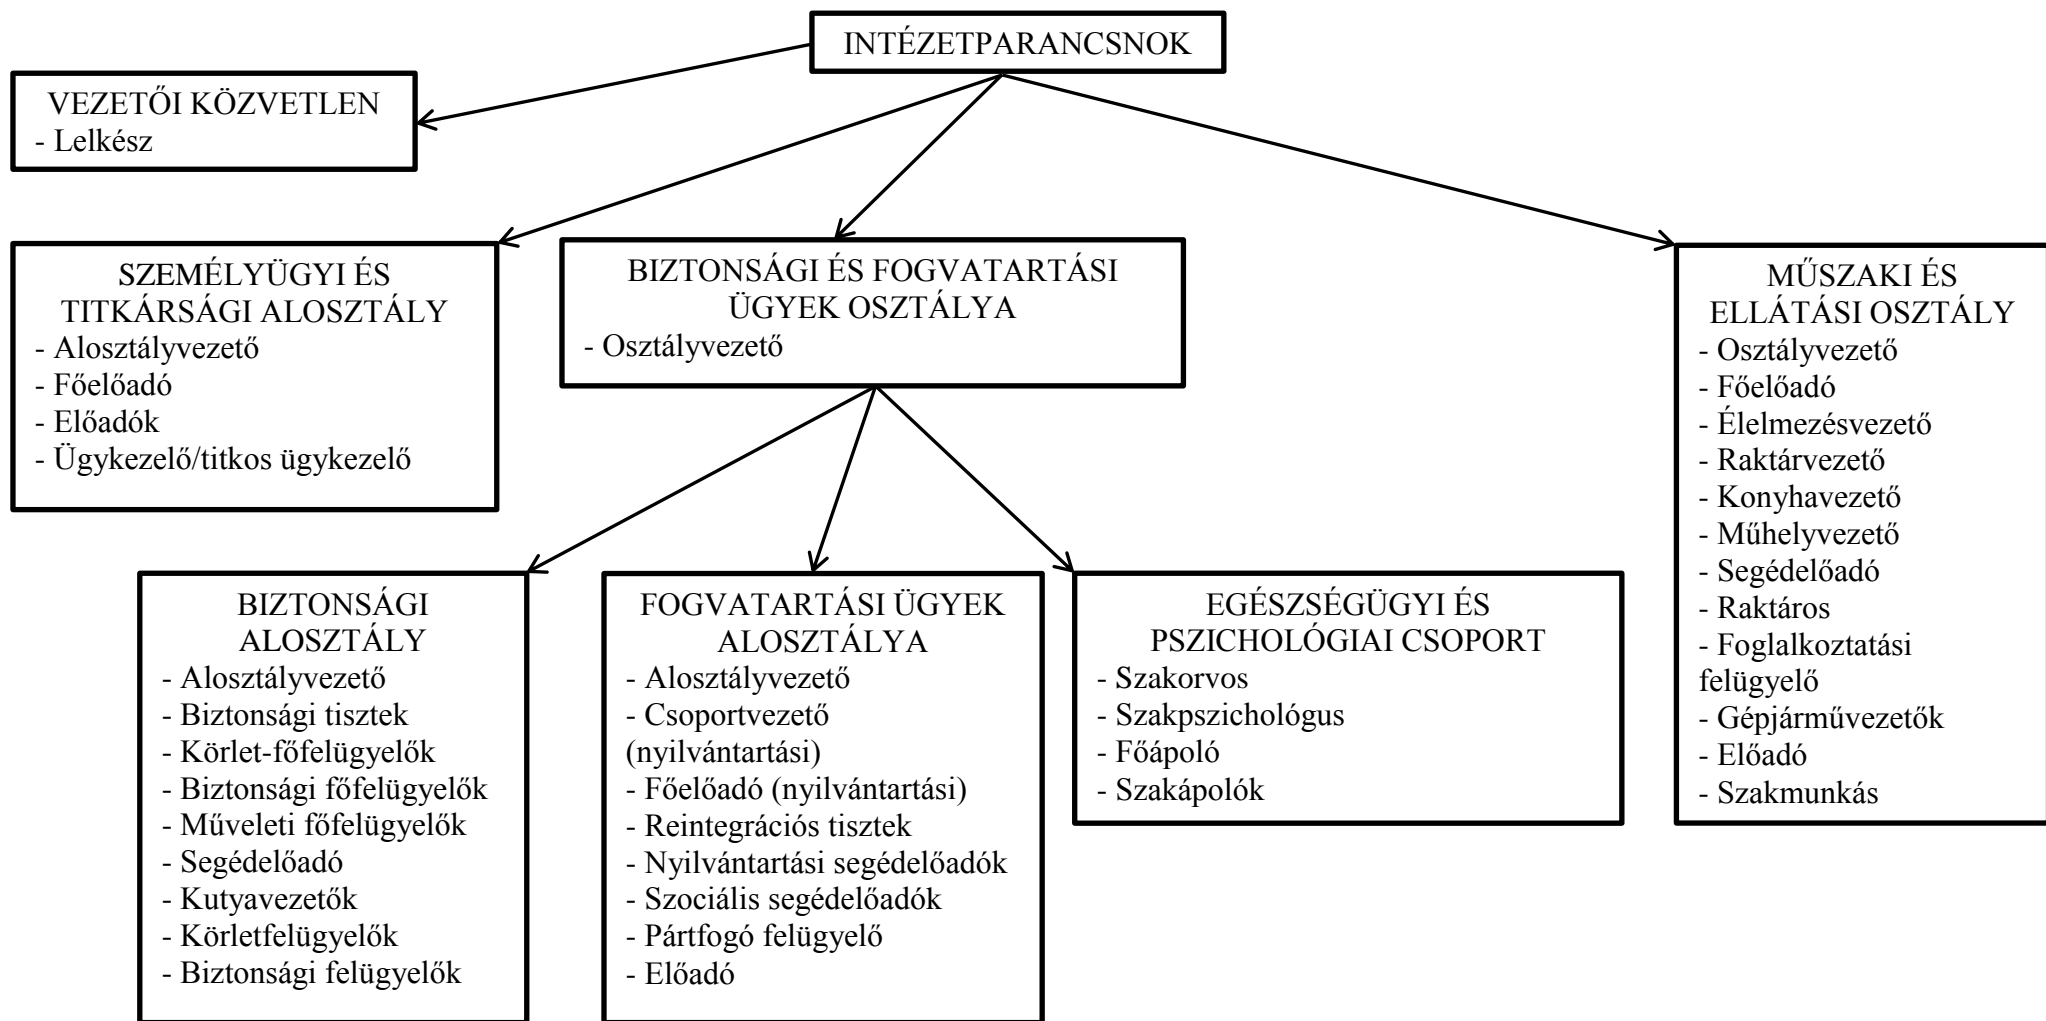 INTÉZETPARANCSNOK
VEZETŐI KÖZVETLEN
- Lelkész
SZEMÉLYÜGYI ÉS
TITKÁRSÁGI ALOSZTÁLY
- Alosztályvezető
- Főelőadó
- Előadók
- Ügykezelő/titkos ügykezelő
BIZTONSÁGI ÉS FOGVATARTÁSI
ÜGYEK OSZTÁLYA
- Osztályvezető
MŰSZAKI ÉS
ELLÁTÁSI OSZTÁLY
- Osztályvezető
- Főelőadó
- Élelmezésvezető
- Raktárvezető
- Konyhavezető
- Műhelyvezető
- Segédelőadó
- Raktáros
- Foglalkoztatási
felügyelő
- Gépjárművezetők
- Előadó
- Szakmunkás
BIZTONSÁGI
ALOSZTÁLY
- Alosztályvezető
- Biztonsági tisztek
- Körlet-főfelügyelők
- Biztonsági főfelügyelők
- Műveleti főfelügyelők
- Segédelőadó
- Kutyavezetők
- Körletfelügyelők
- Biztonsági felügyelők
FOGVATARTÁSI ÜGYEK
ALOSZTÁLYA
- Alosztályvezető
- Csoportvezető
(nyilvántartási)
- Főelőadó (nyilvántartási)
- Reintegrációs tisztek
- Nyilvántartási segédelőadók
- Szociális segédelőadók
- Pártfogó felügyelő
- Előadó
EGÉSZSÉGÜGYI ÉS
PSZICHOLÓGIAI CSOPORT
- Szakorvos
- Szakpszichológus
- Főápoló
- Szakápolók